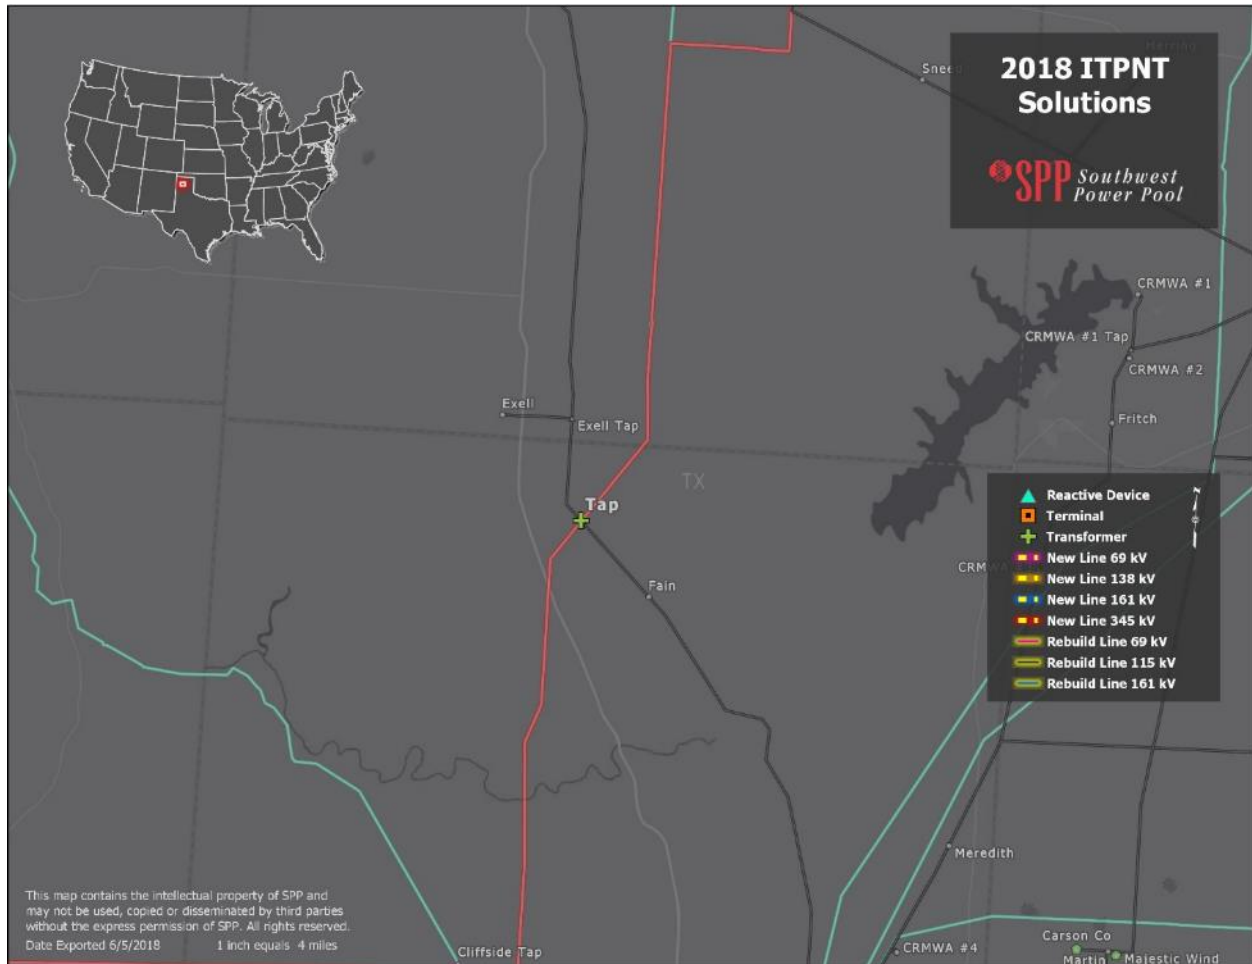 2018 ITPNT
Solutions
SPP Southwest
Power Pool
CRMWA #1
CRMWA #1 Tap
CRMWA #2
Exell
Exell Tap
Fritch
TX
Tap
Fain
Reactive Device
Terminal
Transformer
New Line 69 kV
New Line 138 kV
New Line 161 kV
New Line 345 kV
Rebuild Line 69 kV
Rebuild Line 115 kV
Rebuild Line 161 kV
N
CRMWA
Meredith
This map contains the intellectual property of SPP and
may not be used, copied or disseminated by third parties
without the express permission of SPP. All rights reserved.
Date Exported 6/5/2018 1 inch equals 4 miles
Cliffside Tap
CRMWA #4
Carson Co
Martin
Majestic Wind